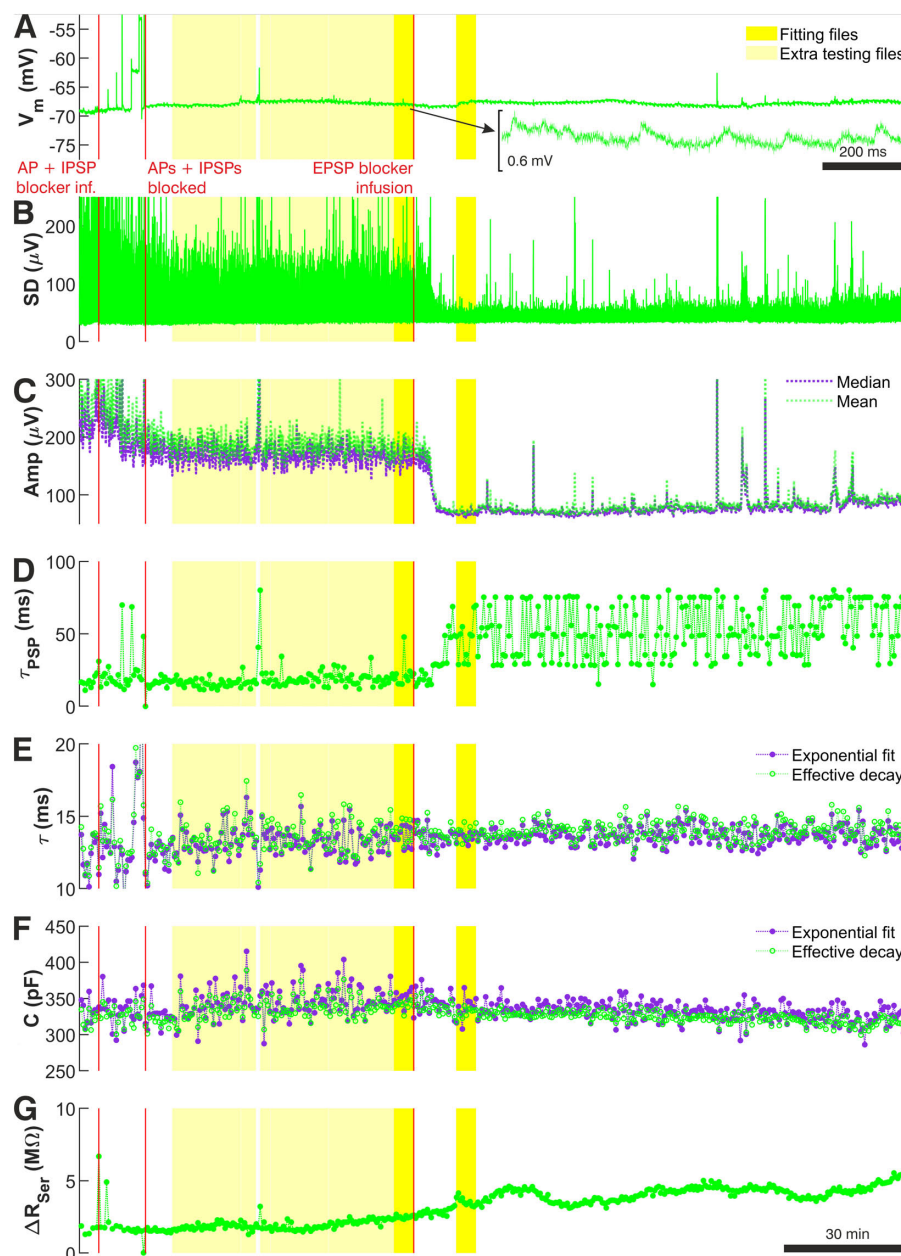 A
V_m (mV)
-55
-60
-65
-70
-75
Fitting files
Extra testing files
0.6 mV
200 ms
AP + IPSP
blocker inf.
APs + IPSPs
blocked
EPSP blocker
infusion
B
SD (μV)
200
100
0
C
Amp (μV)
300
200
100
Median
Mean
D
τ_PSP (ms)
100
50
0
E
τ (ms)
20
15
10
Exponential fit
Effective decay
F
C (pF)
450
400
350
300
250
Exponential fit
Effective decay
G
ΔR_Ser (MΩ)
10
5
0
30 min